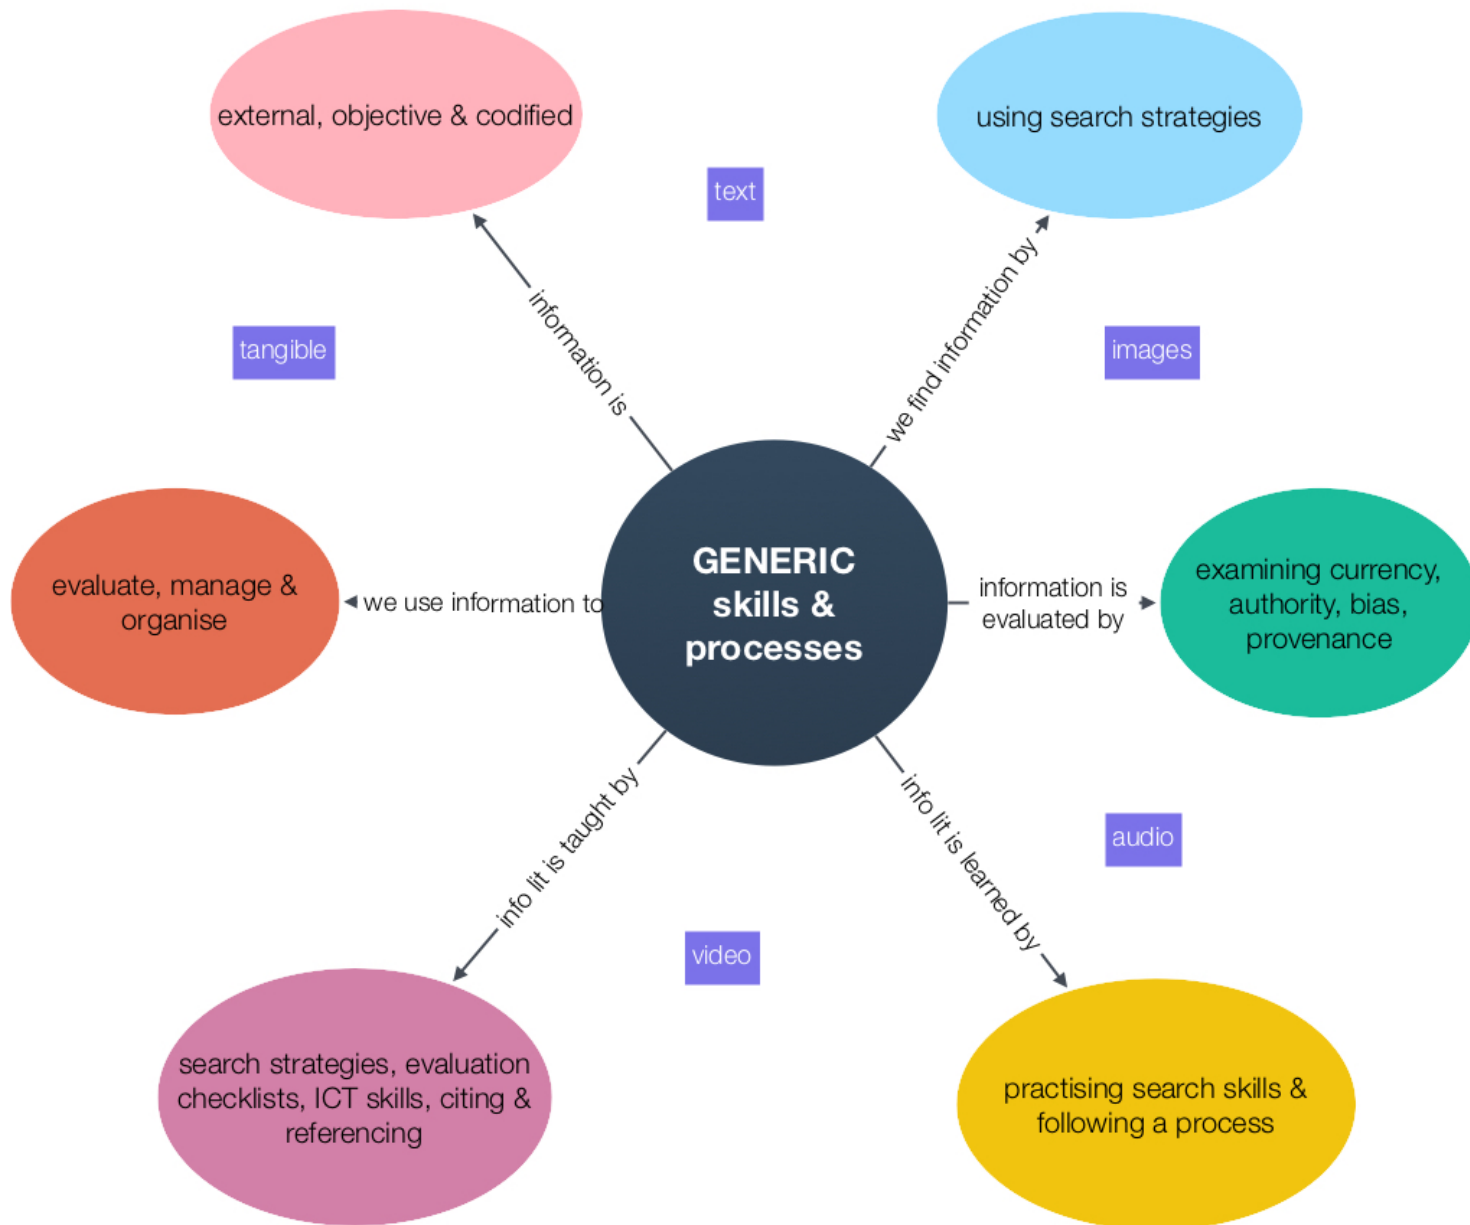 external, objective & codified
using search strategies
text
information is
we find information by
tangible
images
GENERIC
skills &
processes
evaluate, manage &
organise
we use information to
information is
evaluated by
examining currency,
authority, bias,
provenance
info lit is taught by
info lit is learned by
audio
video
search strategies, evaluation
checklists, ICT skills, citing &
referencing
practising search skills &
following a process